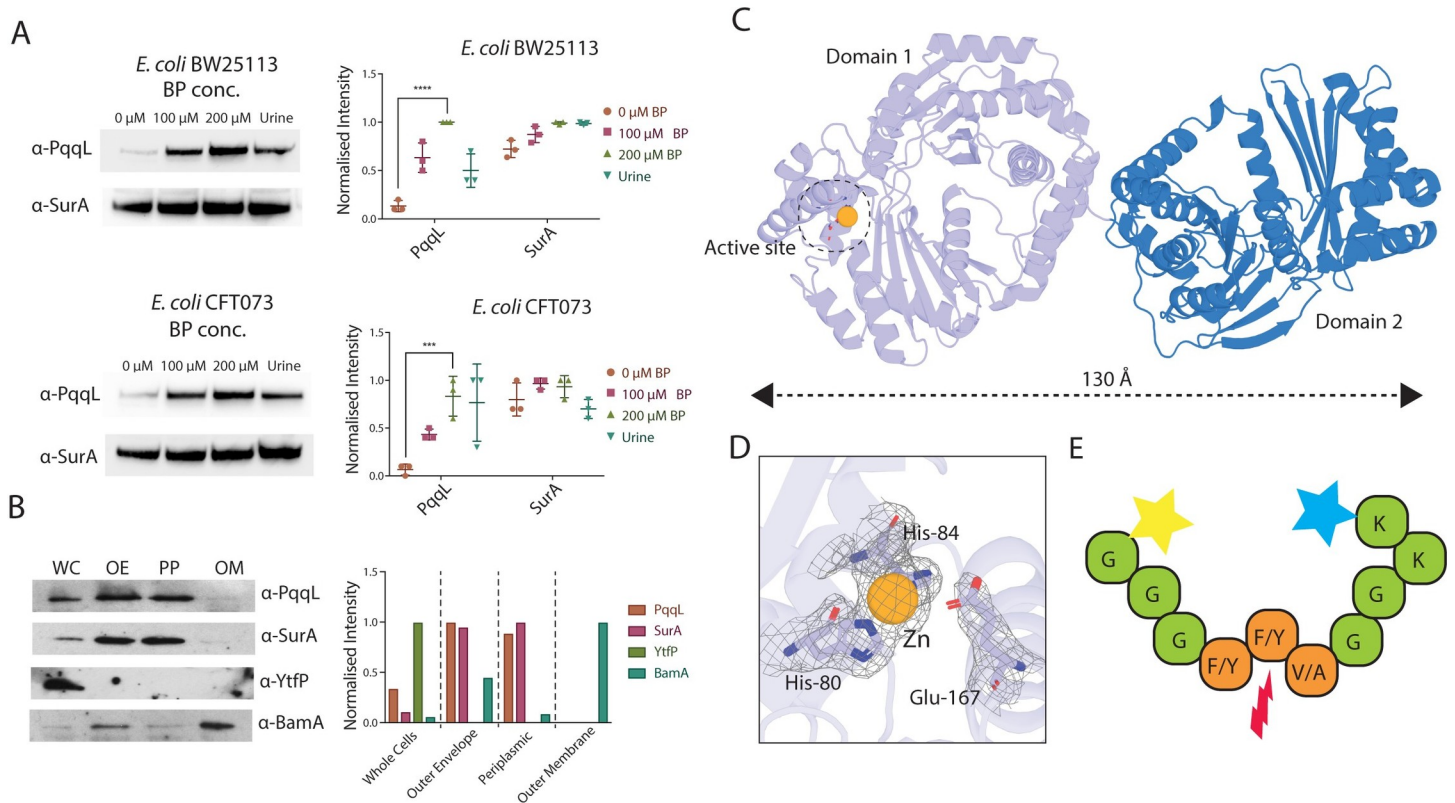 A
E. coli BW25113
BP conc.
0 µM 100 µM 200 µM Urine
α-PqqL
α-SurA
E. coli BW25113
Normalised Intensity
1.5
1.0
0.5
0.0
****
PqqL
SurA
0 µM BP
100 µM BP
200 µM BP
Urine
E. coli CFT073
BP conc.
0 µM 100 µM 200 µM Urine
α-PqqL
α-SurA
E. coli CFT073
Normalised Intensity
1.5
1.0
0.5
0.0
***
PqqL
SurA
0 µM BP
100 µM BP
200 µM BP
Urine
B
WC OE PP OM
α-PqqL
α-SurA
α-YtfP
α-BamA
Normalised Intensity
1.5
1.0
0.5
0.0
Whole Cells
Outer Envelope
Periplasmic
Outer Membrane
PqqL
SurA
YtfP
BamA
C
Domain 1
Active site
Domain 2
130 Å
D
His-84
Zn
His-80
Glu-167
E
G
G
G
F/Y
F/Y
V/A
G
G
K
K